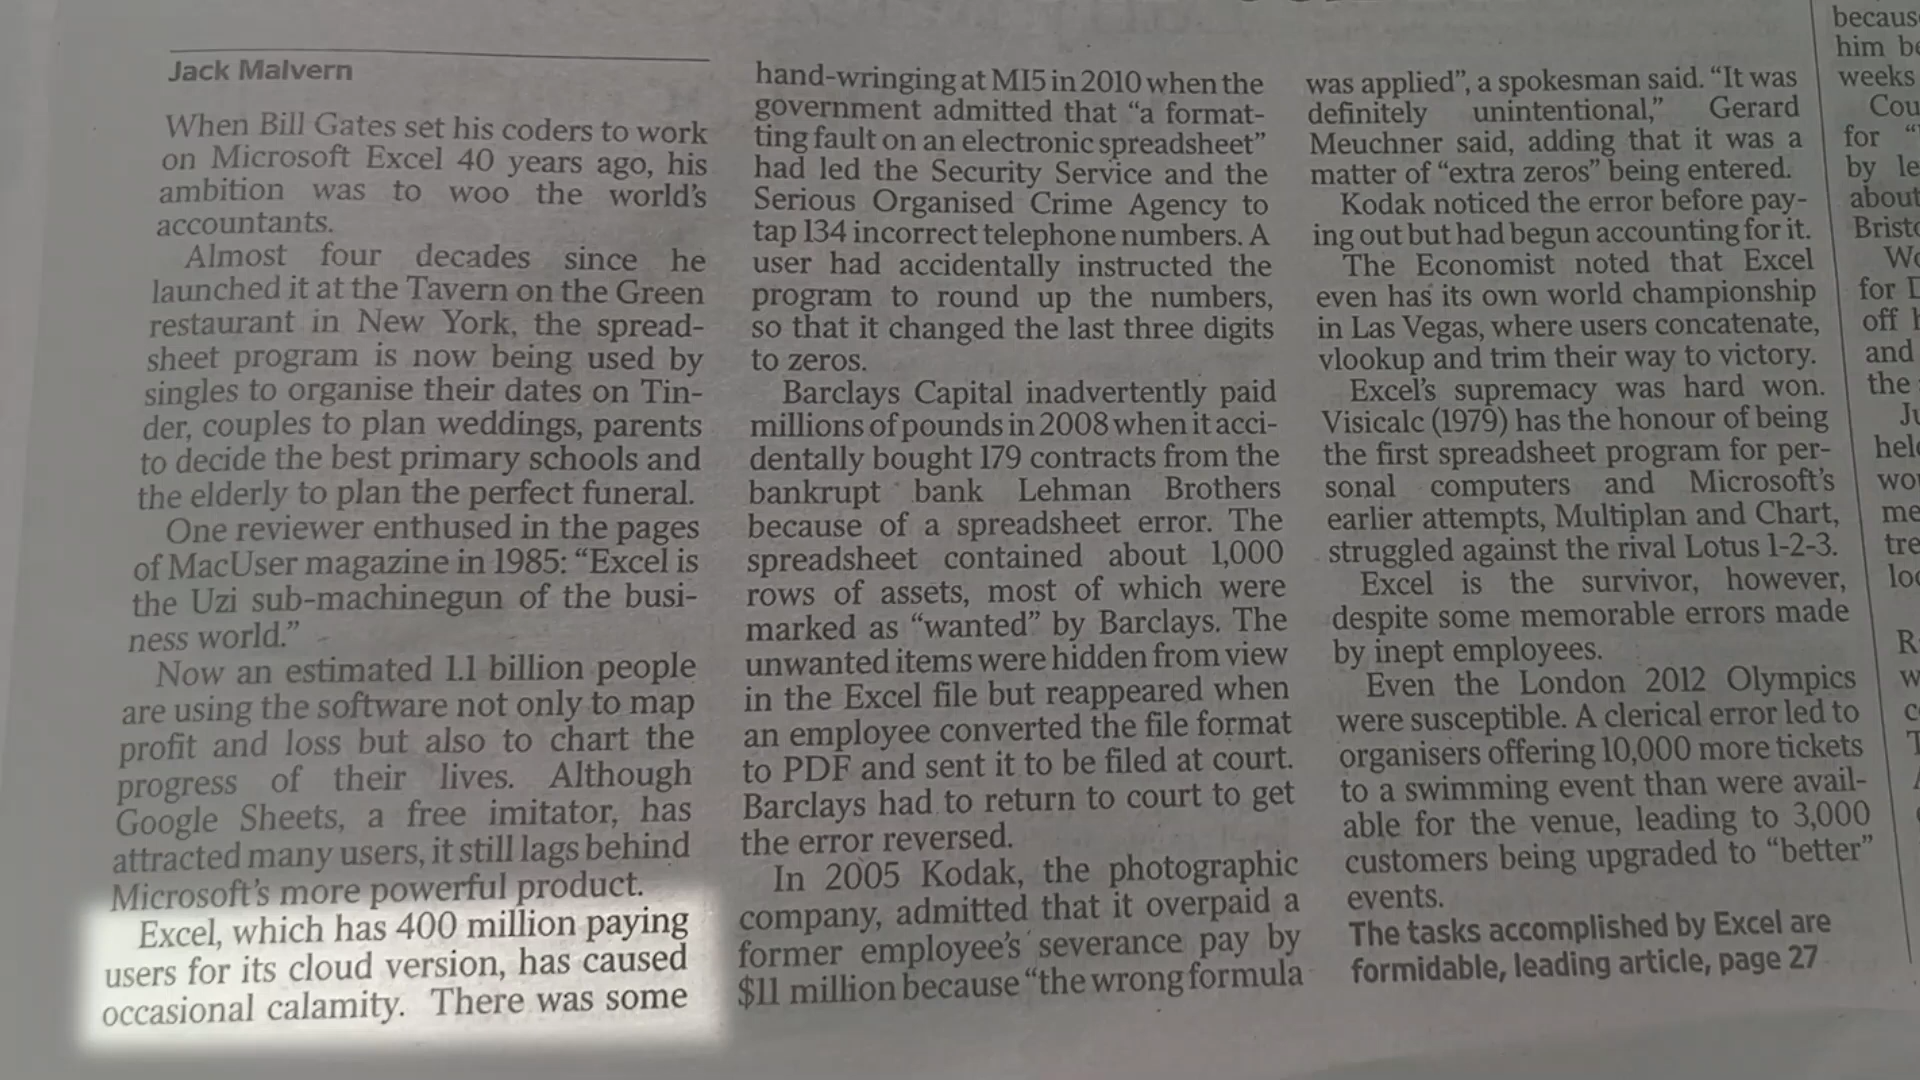 Jack Malvern
When Bill Gates set his coders to work
on Microsoft Excel 40 years ago, his
ambition was to woo the world's
accountants.
Almost four decades since he
launched it at the Tavern on the Green
restaurant in New York, the spread-
sheet program is now being used by
singles to organise their dates on Tin-
der, couples to plan weddings, parents
to decide the best primary schools and
the elderly to plan the perfect funeral.
One reviewer enthused in the pages
of MacUser magazine in 1985: “Excel is
the Uzi sub-machinegun of the busi-
ness world.”
Now an estimated 1.1 billion people
are using the software not only to map
profit and loss but also to chart the
progress of their lives. Although
Google Sheets, a free imitator, has
attracted many users, it still lags behind
Microsoft's more powerful product.
Excel, which has 400 million paying
users for its cloud version, has caused
occasional calamity. There was some
hand-wringing at MI5 in 2010 when the
government admitted that “a format-
ting fault on an electronic spreadsheet”
had led the Security Service and the
Serious Organised Crime Agency to
tap 134 incorrect telephone numbers. A
user had accidentally instructed the
program to round up the numbers,
so that it changed the last three digits
to zeros.
Barclays Capital inadvertently paid
millions of pounds in 2008 when it acci-
dentally bought 179 contracts from the
bankrupt bank Lehman Brothers
because of a spreadsheet error. The
spreadsheet contained about 1,000
rows of assets, most of which were
marked as “wanted” by Barclays. The
unwanted items were hidden from view
in the Excel file but reappeared when
an employee converted the file format
to PDF and sent it to be filed at court.
Barclays had to return to court to get
the error reversed.
In 2005 Kodak, the photographic
company, admitted that it overpaid a
former employee's severance pay by
$11 million because “the wrong formula
was applied”, a spokesman said. “It was
definitely unintentional,” Gerard
Meuchner said, adding that it was a
matter of “extra zeros” being entered.
Kodak noticed the error before pay-
ing out but had begun accounting for it.
The Economist noted that Excel
even has its own world championship
in Las Vegas, where users concatenate,
vlookup and trim their way to victory.
Excel's supremacy was hard won.
Visicalc (1979) has the honour of being
the first spreadsheet program for per-
sonal computers and Microsoft's
earlier attempts, Multiplan and Chart,
struggled against the rival Lotus 1-2-3.
Excel is the survivor, however,
despite some memorable errors made
by inept employees.
Even the London 2012 Olympics
were susceptible. A clerical error led to
organisers offering 10,000 more tickets
to a swimming event than were avail-
able for the venue, leading to 3,000
customers being upgraded to “better”
events.
The tasks accomplished by Excel are
formidable, leading article, page 27
him
weeks
for
by
about
for
off
and
the